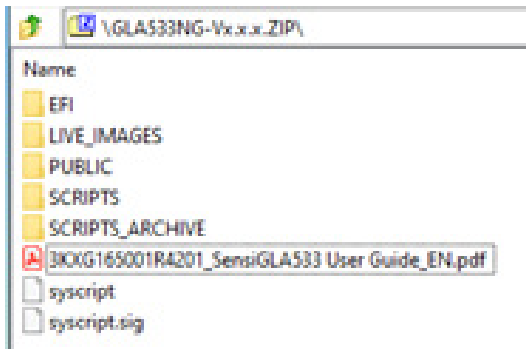 \GLA533NG-Vx.x.x.ZIP\
Name
EFI
LIVE_IMAGES
PUBLIC
SCRIPTS
SCRIPTS_ARCHIVE
3KXG165001R4201_SensiGLA533 User Guide_EN.pdf
syscript
syscript.sig